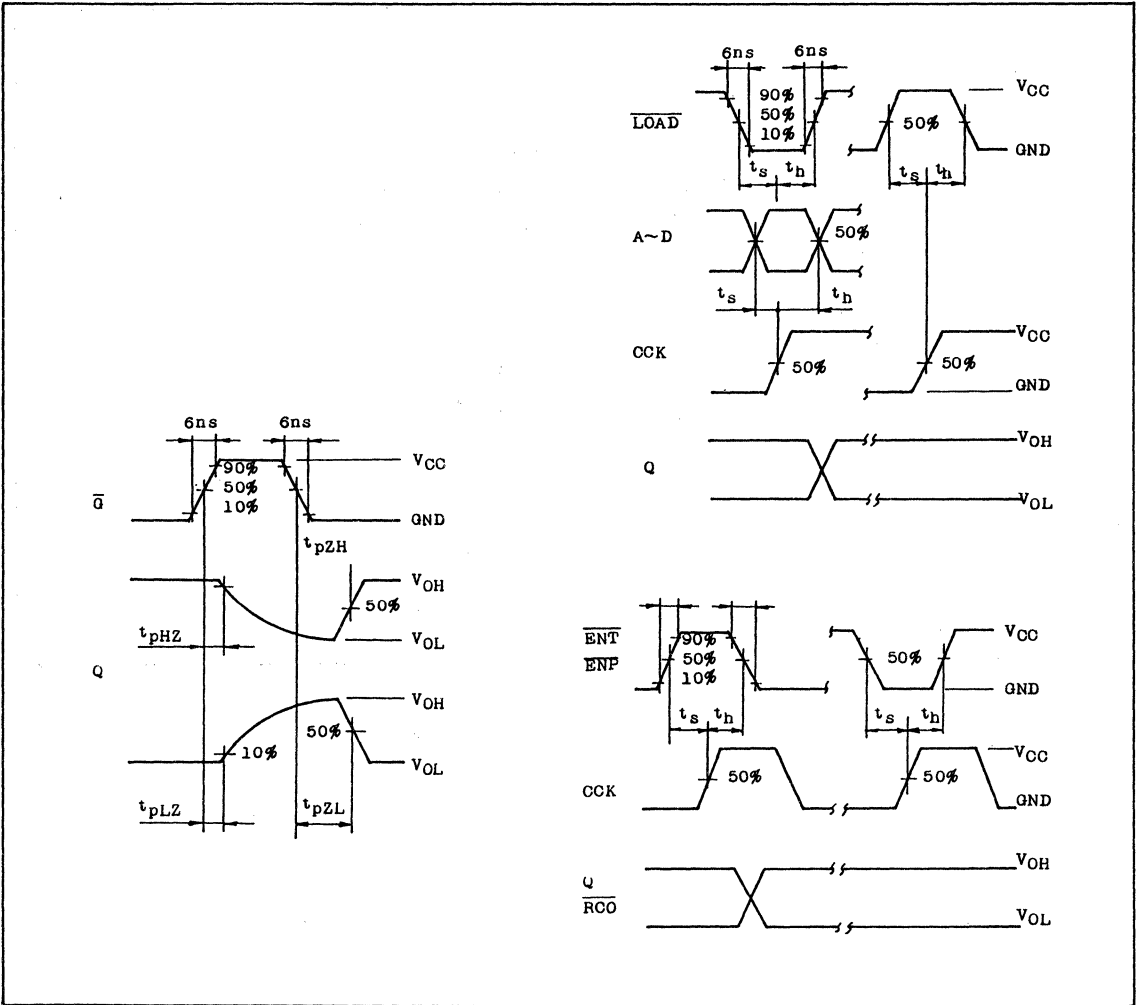 6ns 6ns
90%
50%
10%
LOAD
50%
VCC
GND
ts th
ts th
A~D
50%
ts th
CCK
50%
50%
VCC
GND
Q
VOH
VOL
6ns 6ns
G
90%
50%
10%
VCC
GND
tpZH
VOH
50%
tpHZ
VOL
Q
VOH
10%
50%
VOL
tpLZ
tpZL
ENT
ENP
90%
50%
10%
50%
VCC
GND
ts th
ts th
CCK
50%
50%
VCC
GND
Q
RCO
VOH
VOL